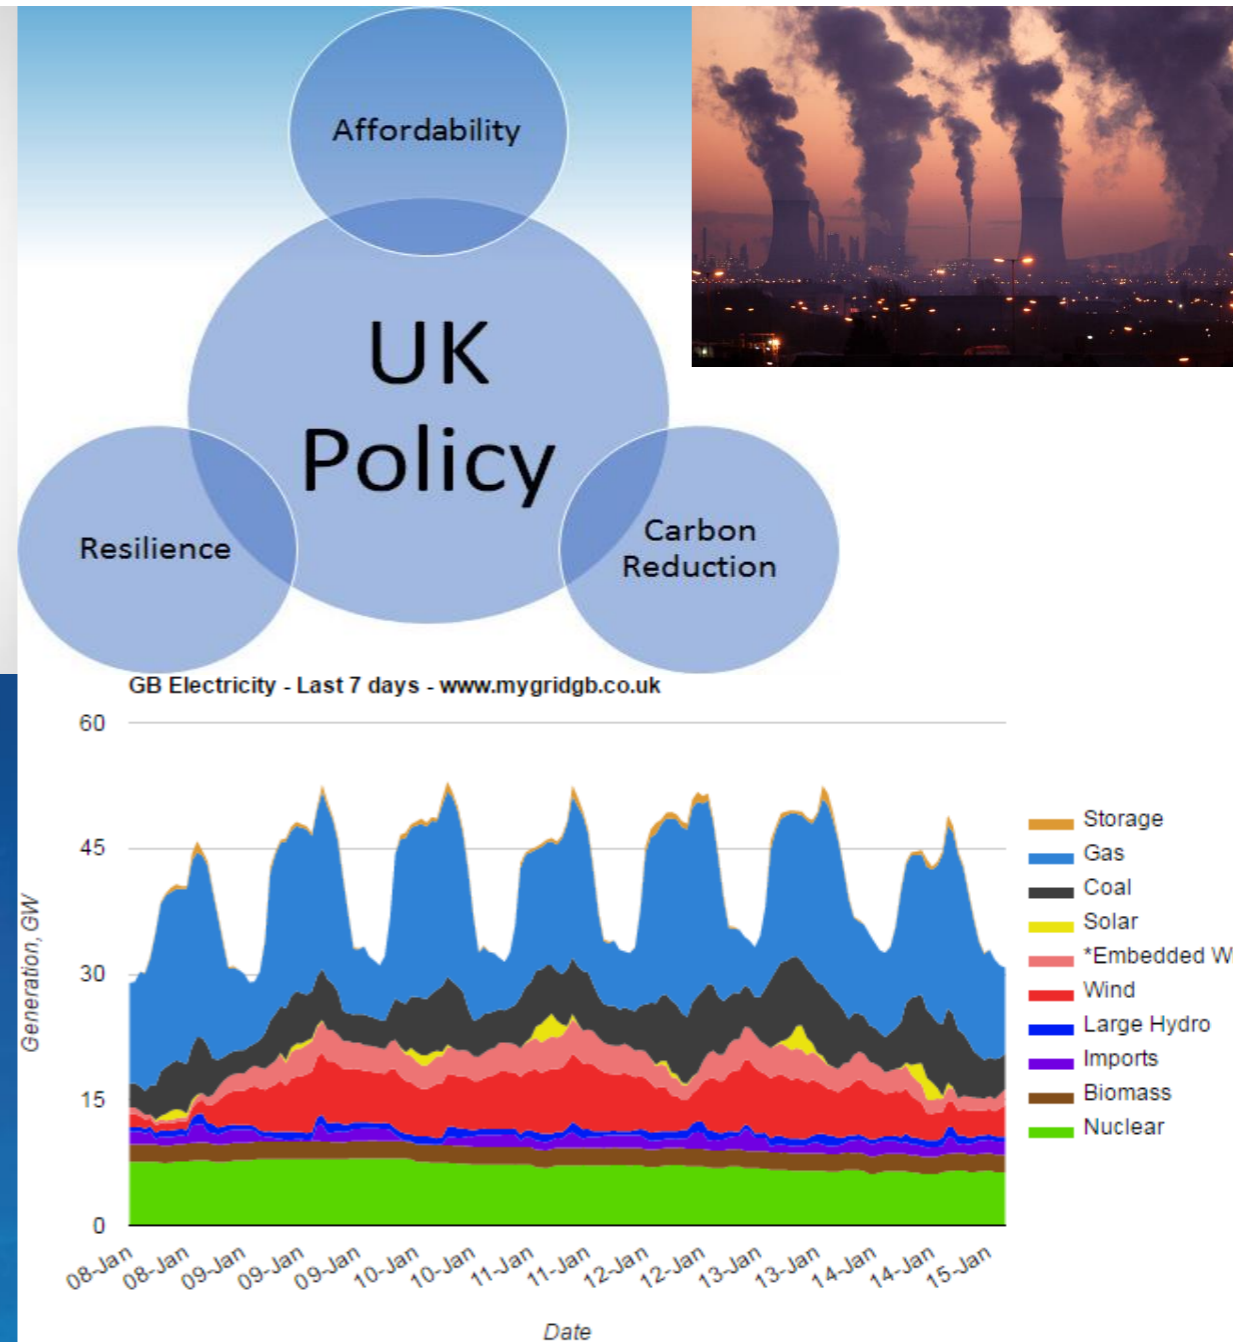 Affordability
UK
Policy
Resilience
Carbon
Reduction
GB Electricity - Last 7 days - www.mygridgb.co.uk
60
45
30
15
0
Generation, GW
Storage
Gas
Coal
Solar
*Embedded
Wind
Large Hydro
Imports
Biomass
Nuclear
08-Jan
08-Jan
09-Jan
09-Jan
09-Jan
10-Jan
10-Jan
11-Jan
11-Jan
12-Jan
12-Jan
13-Jan
13-Jan
14-Jan
14-Jan
15-Jan
Date